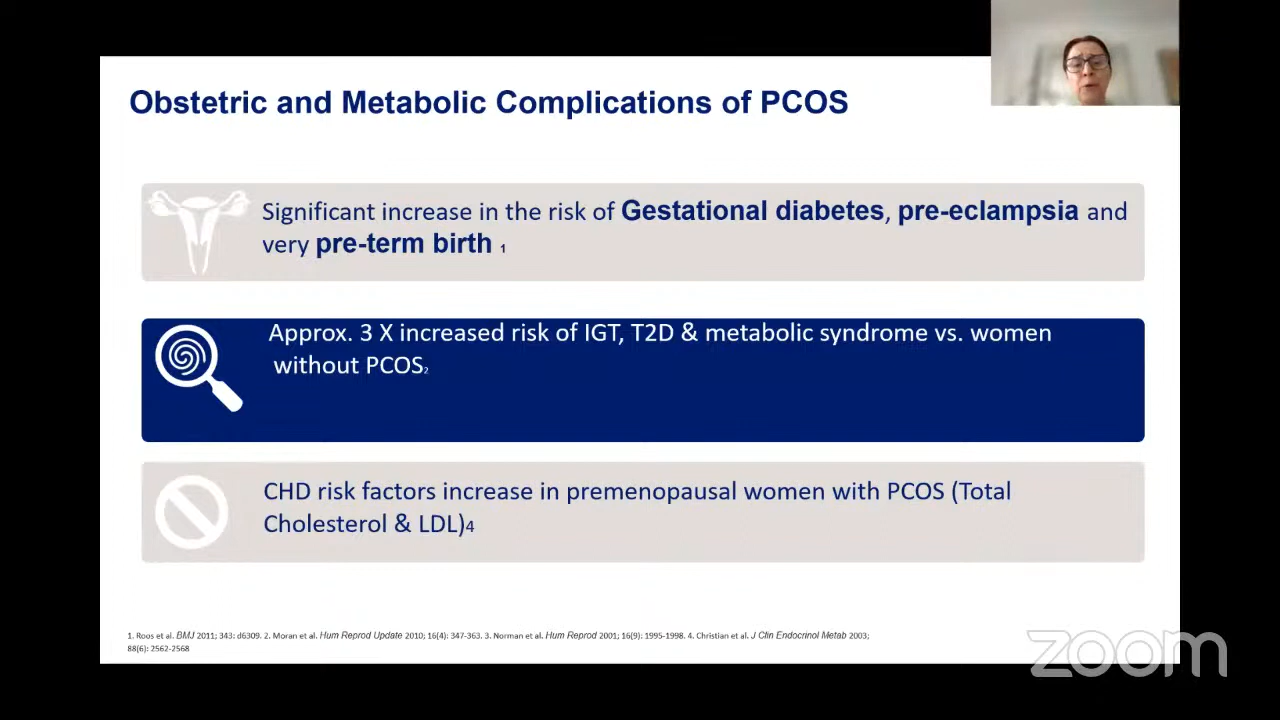 Obstetric and Metabolic Complications of PCOS
Significant increase in the risk of Gestational diabetes, pre-eclampsia and
very pre-term birth 1
Approx. 3 X increased risk of IGT, T2D & metabolic syndrome vs. women
without PCOS2
CHD risk factors increase in premenopausal women with PCOS (Total
Cholesterol & LDL)4
1. Roos et al. BMJ 2011; 343: d6309. 2. Moran et al. Hum Reprod Update 2010; 16(4): 347-363. 3. Norman et al. Hum Reprod 2001; 16(9): 1995-1998. 4. Christian et al. J Clin Endocrinol Metab 2003;
88(6): 2562-2568
zoom